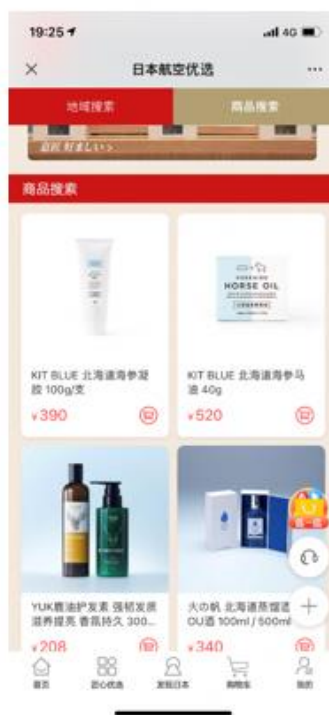 19:25
4G
日本航空优选
地域搜索
商品搜索
商品搜索
HORSE OIL
KIT BLUE 北海道海参凝
胶 100g/支
¥390
KIT BLUE 北海道海参马
油 40g
¥520
YUK鹿油护发素 强韧发质
滋养提亮 香氛持久 300...
¥208
火の帆 北海道蒸馏酒
OU酒 100ml / 500ml
¥340
首页
匠心优选
发现日本
购物车
我的